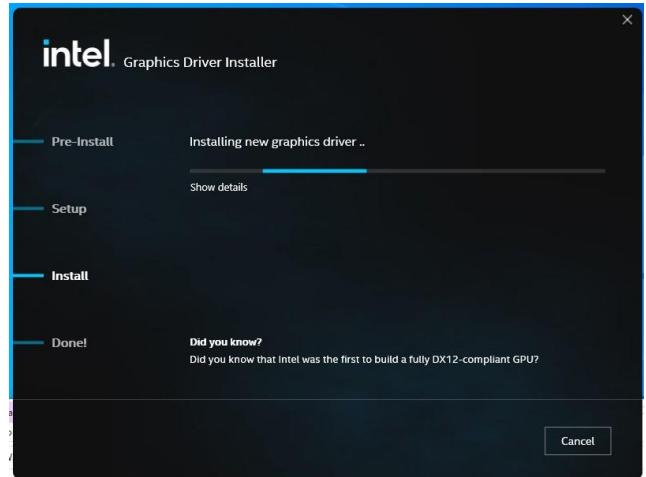 intel. Graphics Driver Installer
Pre-Install
Installing new graphics driver ..
Show details
Setup
Install
Done!
Did you know?
Did you know that Intel was the first to build a fully DX12-compliant GPU?
Cancel